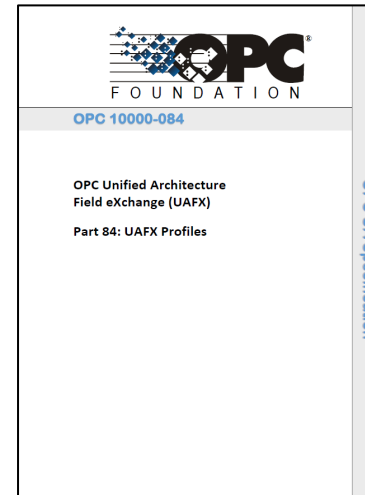 OPC®
FOUNDATION
OPC 10000-084
OPC Unified Architecture
Field eXchange (UAFX)
Part 84: UAFX Profiles